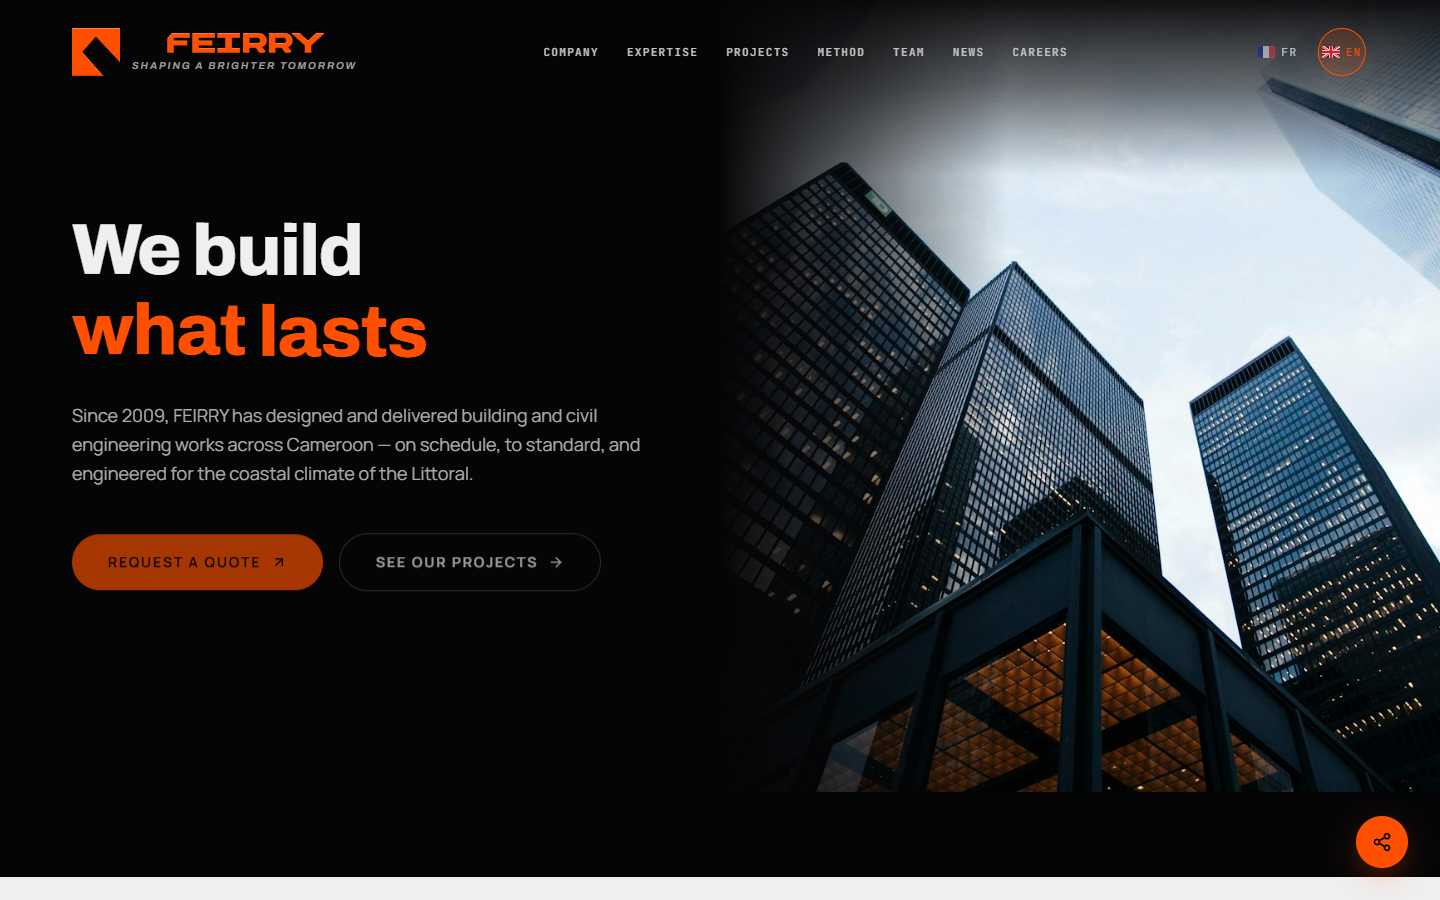 FEIRRY
SHAPING A BRIGHTER TOMORROW
COMPANY EXPERTISE PROJECTS METHOD TEAM NEWS CAREERS
FR EN
We build
what lasts
Since 2009, FEIRRY has designed and delivered building and civil
engineering works across Cameroon — on schedule, to standard, and
engineered for the coastal climate of the Littoral.
REQUEST A QUOTE
SEE OUR PROJECTS